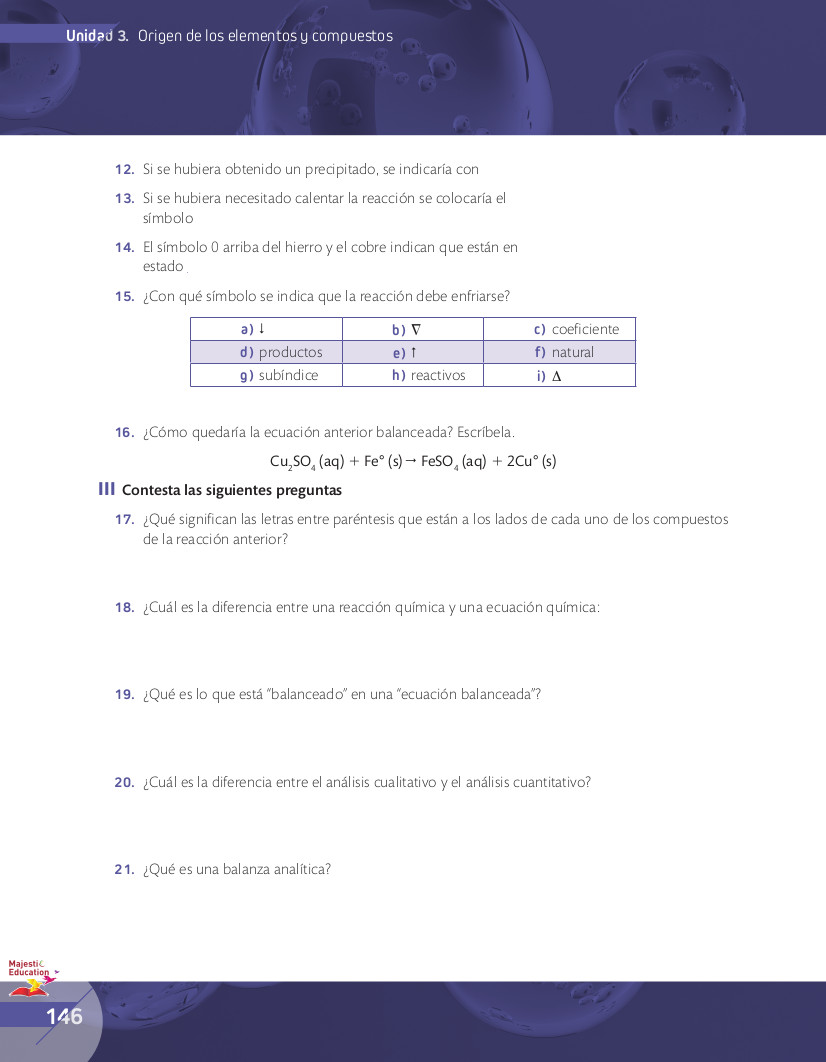 Unidad 3. Origen de los elementos y compuestos
12. Si se hubiera obtenido un precipitado, se indicaría con
13. Si se hubiera necesitado calentar la reacción se colocaría el
símbolo
14. El símbolo 0 arriba del hierro y el cobre indican que están en
estado .
15. ¿Con qué símbolo se indica que la reacción debe enfriarse?
a) ↓ b) ∇ c) coeficiente
d) productos e) ↑ f) natural
g) subíndice h) reactivos i) Δ
16. ¿Cómo quedaría la ecuación anterior balanceada? Escríbela.
Cu₂SO₄ (aq) + Fe° (s) → FeSO₄ (aq) + 2Cu° (s)
III Contesta las siguientes preguntas
17. ¿Qué significan las letras entre paréntesis que están a los lados de cada uno de los compuestos
de la reacción anterior?
18. ¿Cuál es la diferencia entre una reacción química y una ecuación química:
19. ¿Qué es lo que está “balanceado” en una “ecuación balanceada”?
20. ¿Cuál es la diferencia entre el análisis cualitativo y el análisis cuantitativo?
21. ¿Qué es una balanza analítica?
Majestic
Education
146